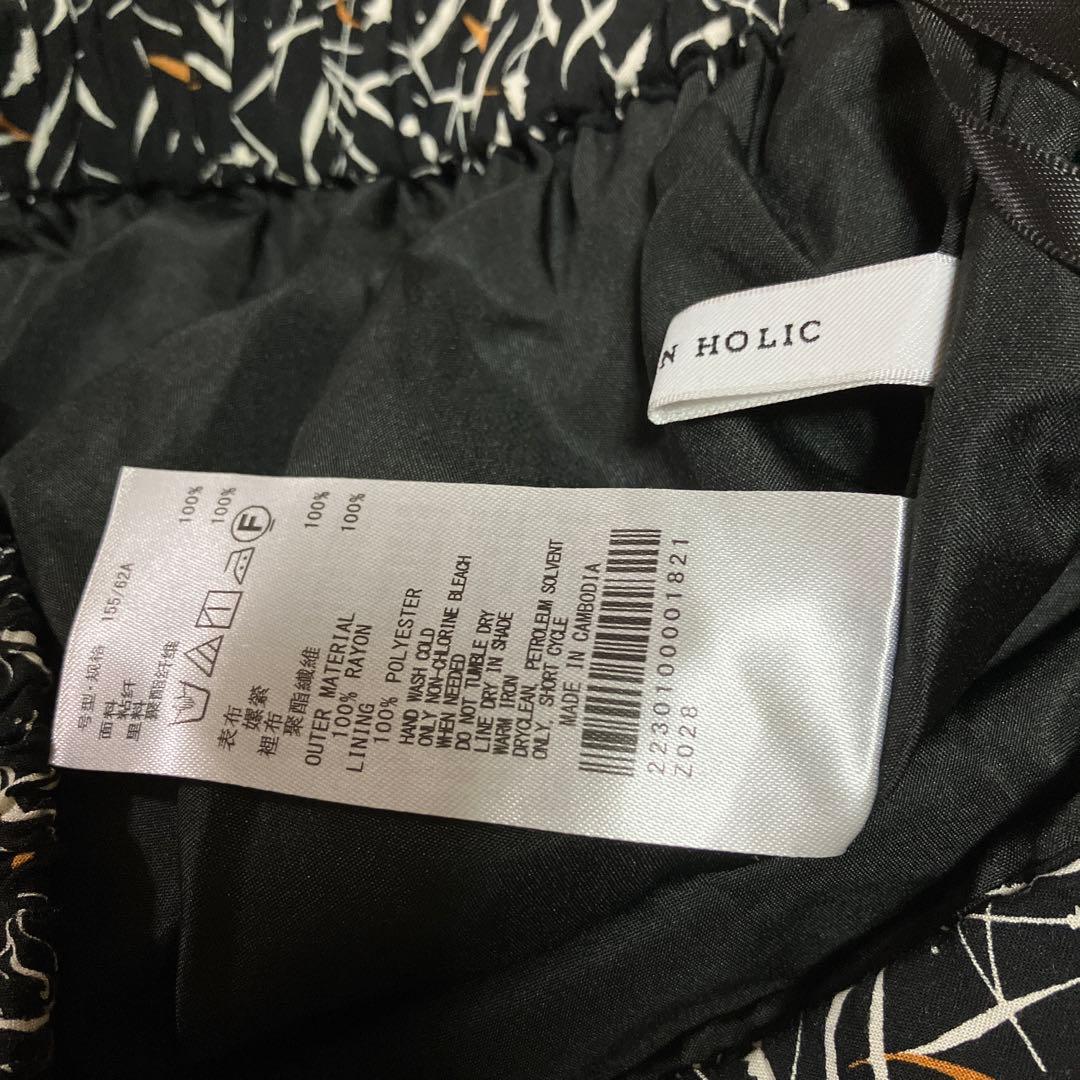 N HOLIC
号型·规格 155/62A
面料 粘纤 100%
里料 聚酯纤维 100%
F
表布
嫘縈 100%
裡布
聚酯纖維 100%
OUTER MATERIAL
100% RAYON
LINING
100% POLYESTER
HAND WASH COLD
ONLY NON-CHLORINE BLEACH
WHEN NEEDED
DO NOT TUMBLE DRY
LINE DRY IN SHADE
WARM IRON
DRYCLEAN, PETROLEUM SOLVENT
ONLY, SHORT CYCLE
MADE IN CAMBODIA
2230100001821
Z028